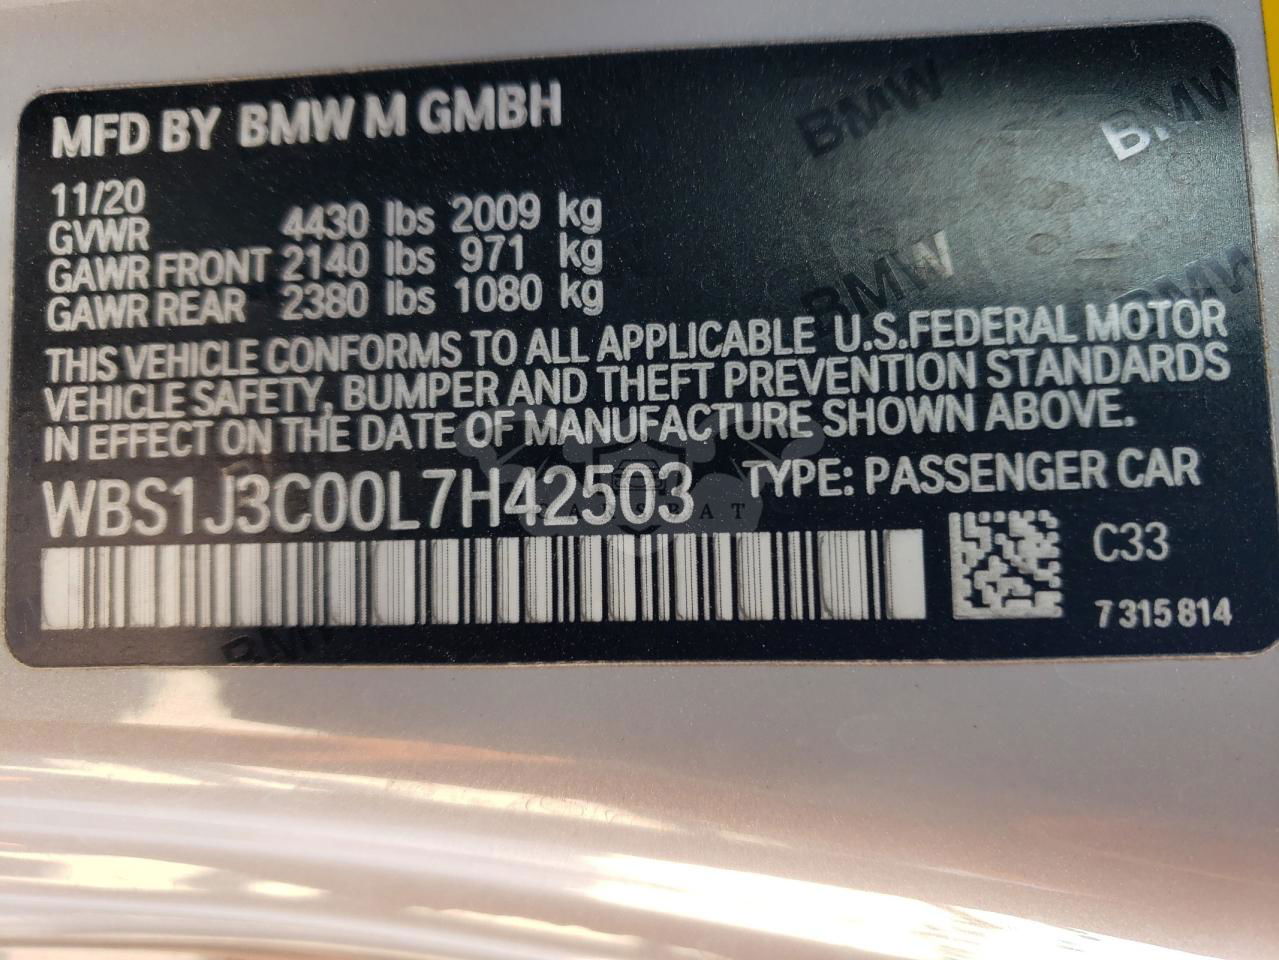 MFD BY BMW M GMBH
11/20
GVWR 4430 lbs 2009 kg
GAWR FRONT 2140 lbs 971 kg
GAWR REAR 2380 lbs 1080 kg
THIS VEHICLE CONFORMS TO ALL APPLICABLE U.S.FEDERAL MOTOR
VEHICLE SAFETY, BUMPER AND THEFT PREVENTION STANDARDS
IN EFFECT ON THE DATE OF MANUFACTURE SHOWN ABOVE.
WBS1J3C00L7H42503 TYPE: PASSENGER CAR
C33
7 315 814
BMW
BMW
BMW
BMW
BMW